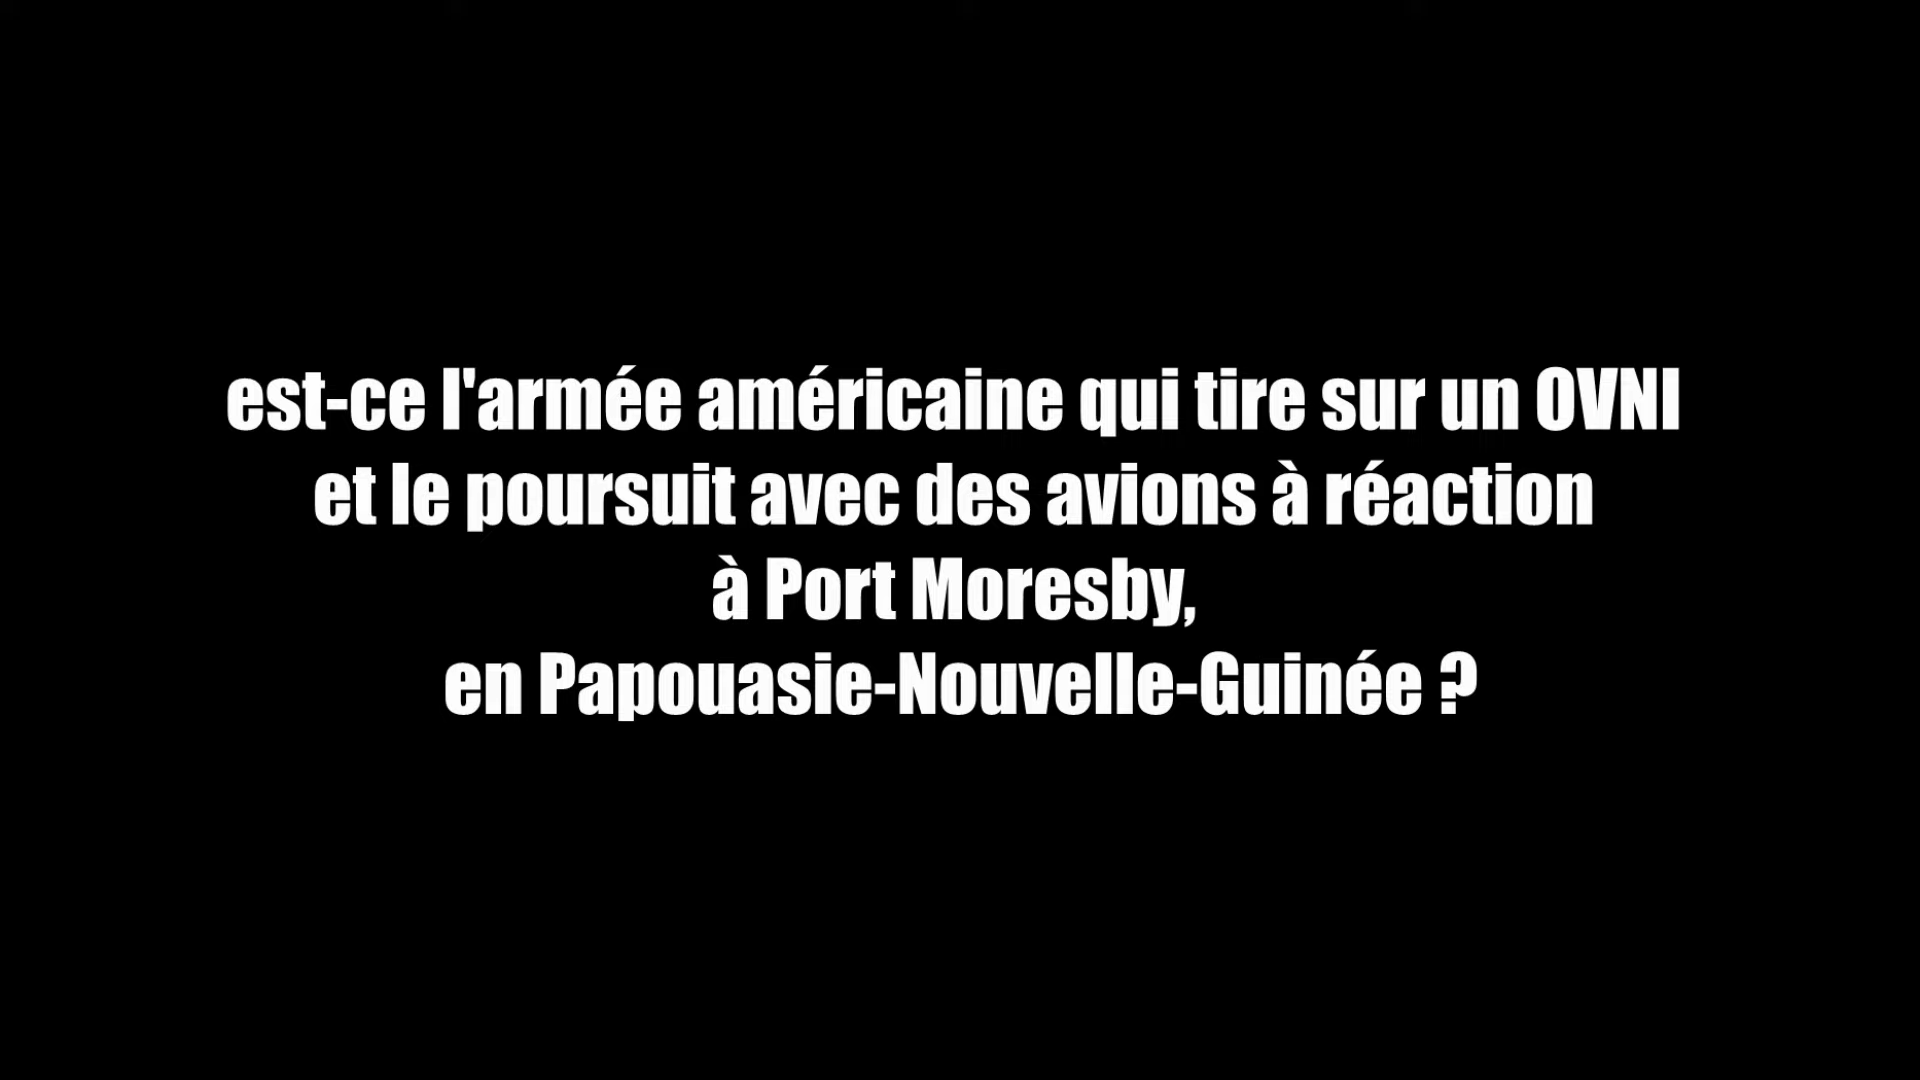 est-ce l'armée américaine qui tire sur un OVNI
et le poursuit avec des avions à réaction
à Port Moresby,
en Papouasie-Nouvelle-Guinée ?